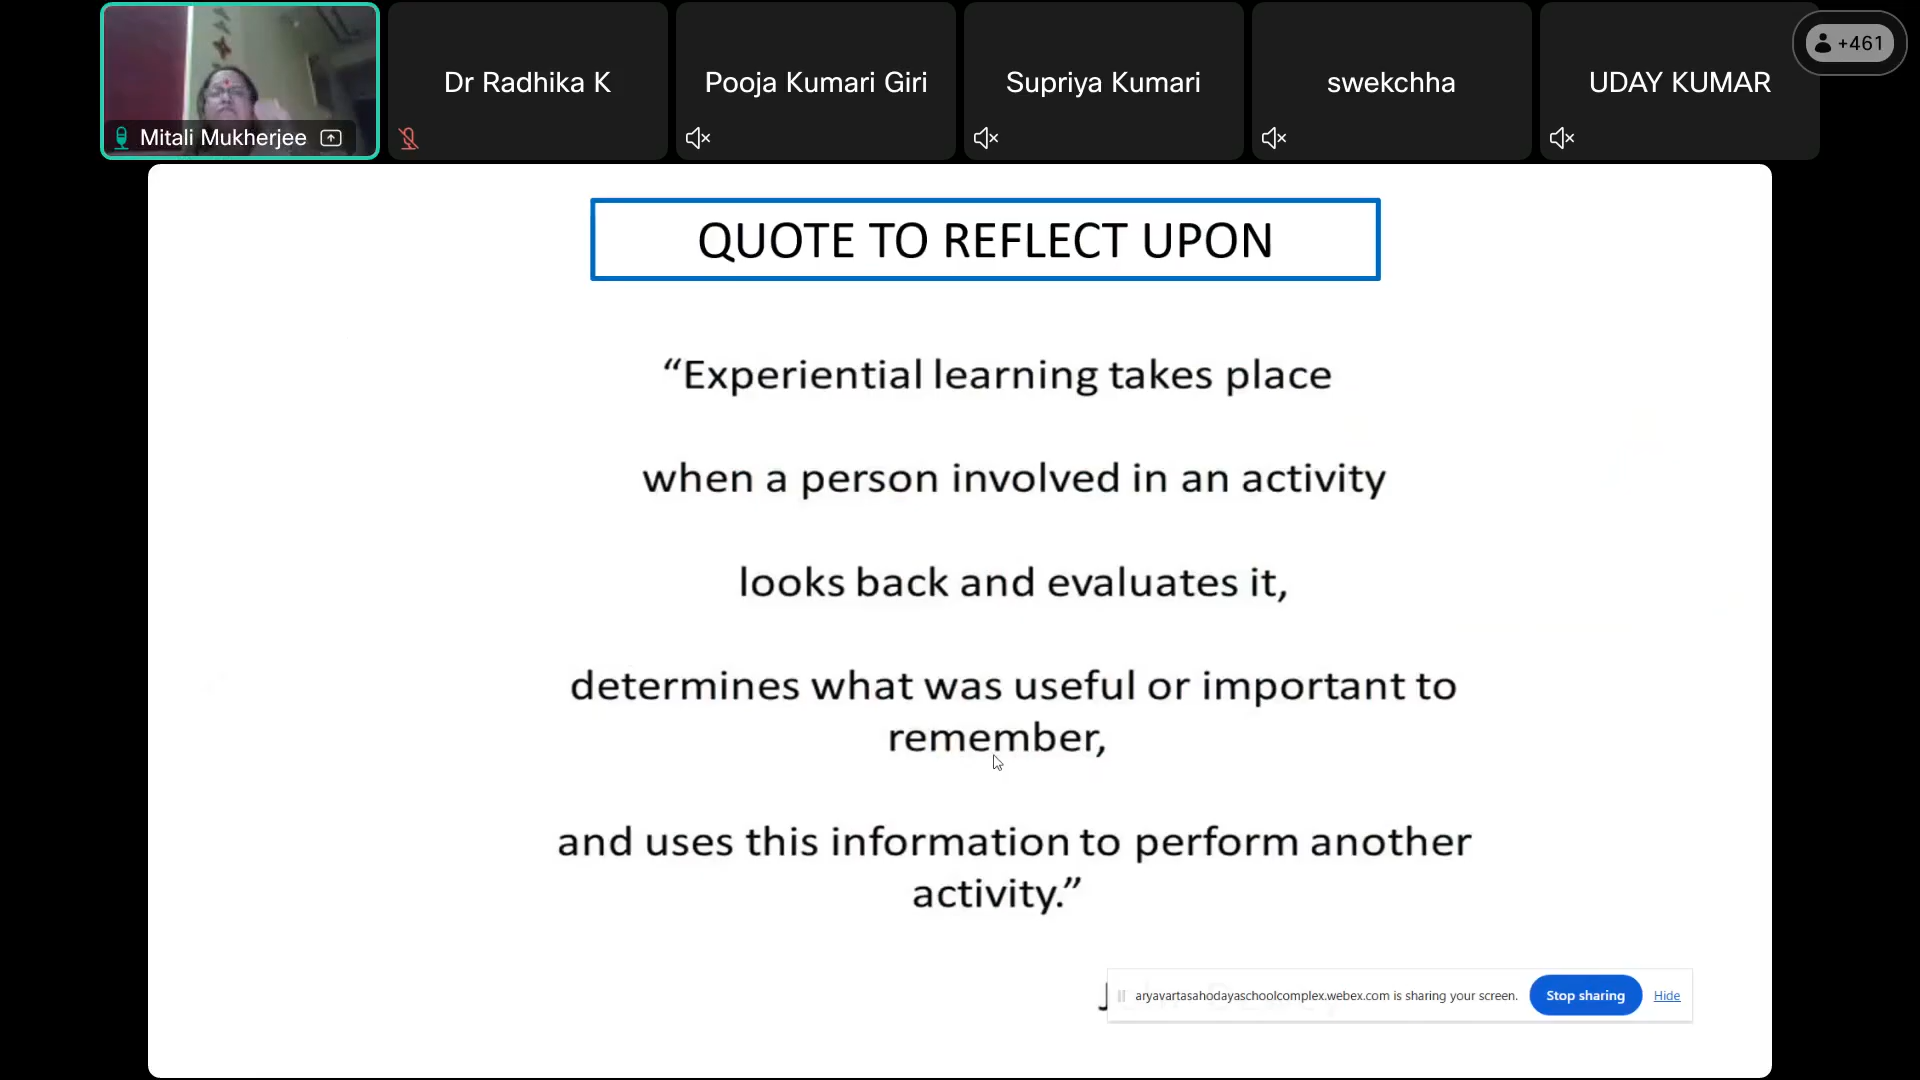 Mitali Mukherjee
Dr Radhika K
Pooja Kumari Giri
Supriya Kumari
swekchha
UDAY KUMAR
+461
QUOTE TO REFLECT UPON
“Experiential learning takes place
when a person involved in an activity
looks back and evaluates it,
determines what was useful or important to
remember,
and uses this information to perform another
activity.”
aryavartasahodayaschoolcomplex.webex.com is sharing your screen.
Stop sharing
Hide